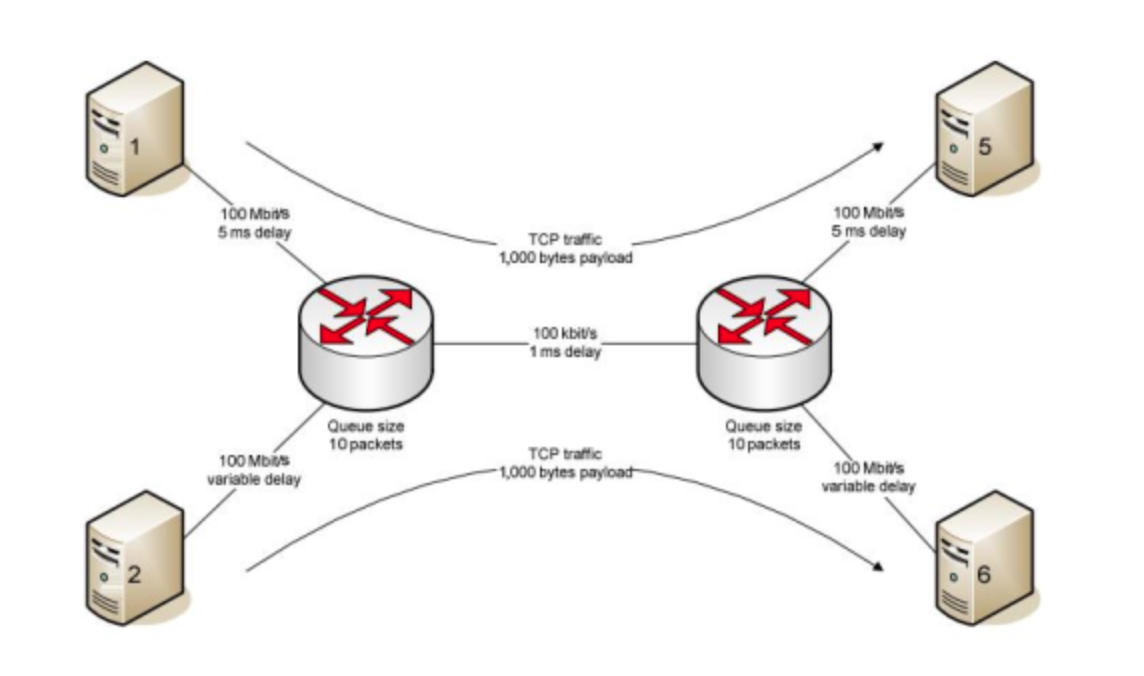 1
5
100 Mbit/s
5 ms delay
100 Mbit/s
5 ms delay
TCP traffic
1,000 bytes payload
100 kbit/s
1 ms delay
Queue size
10 packets
Queue size
10 packets
100 Mbit/s
variable delay
TCP traffic
1,000 bytes payload
100 Mbit/s
variable delay
2
6